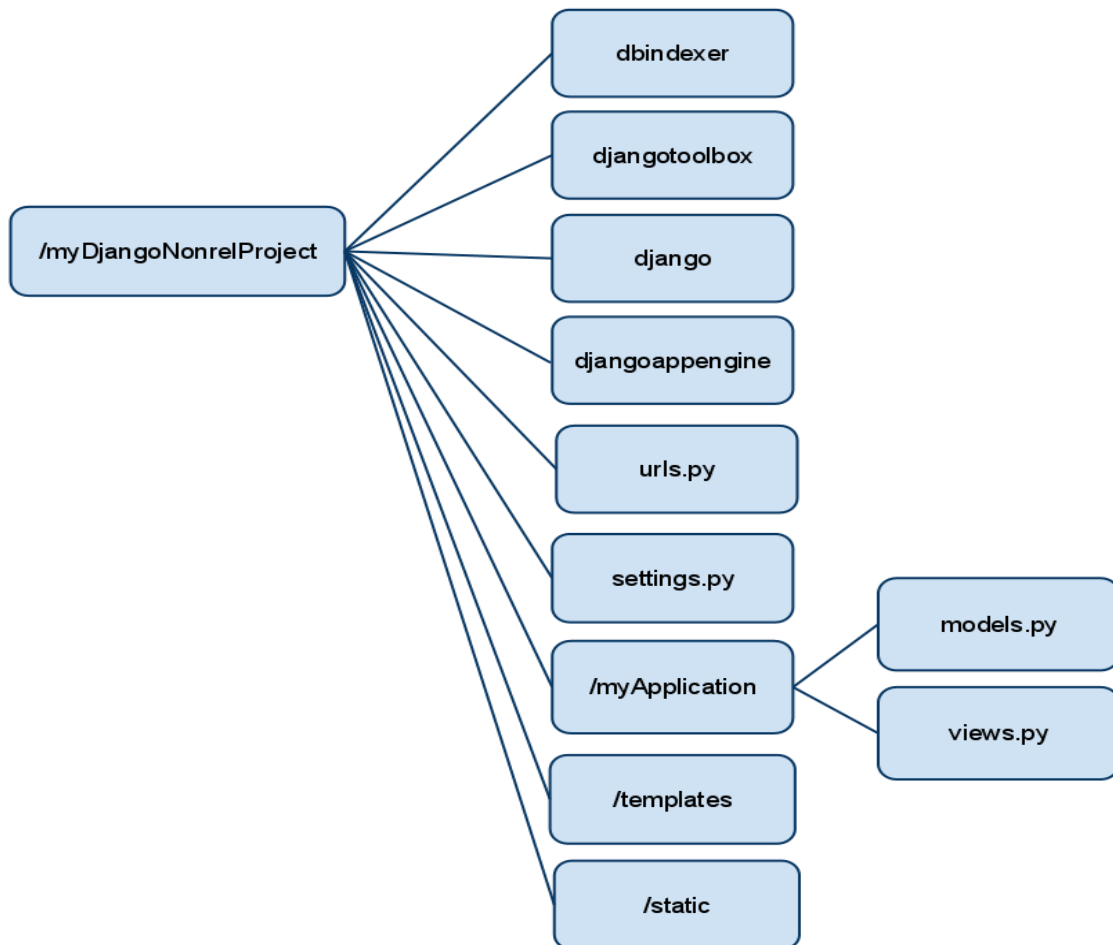 /myDjangoNonrelProject
dbindexer
djangotoolbox
django
djangoappengine
urls.py
settings.py
/myApplication
models.py
views.py
/templates
/static